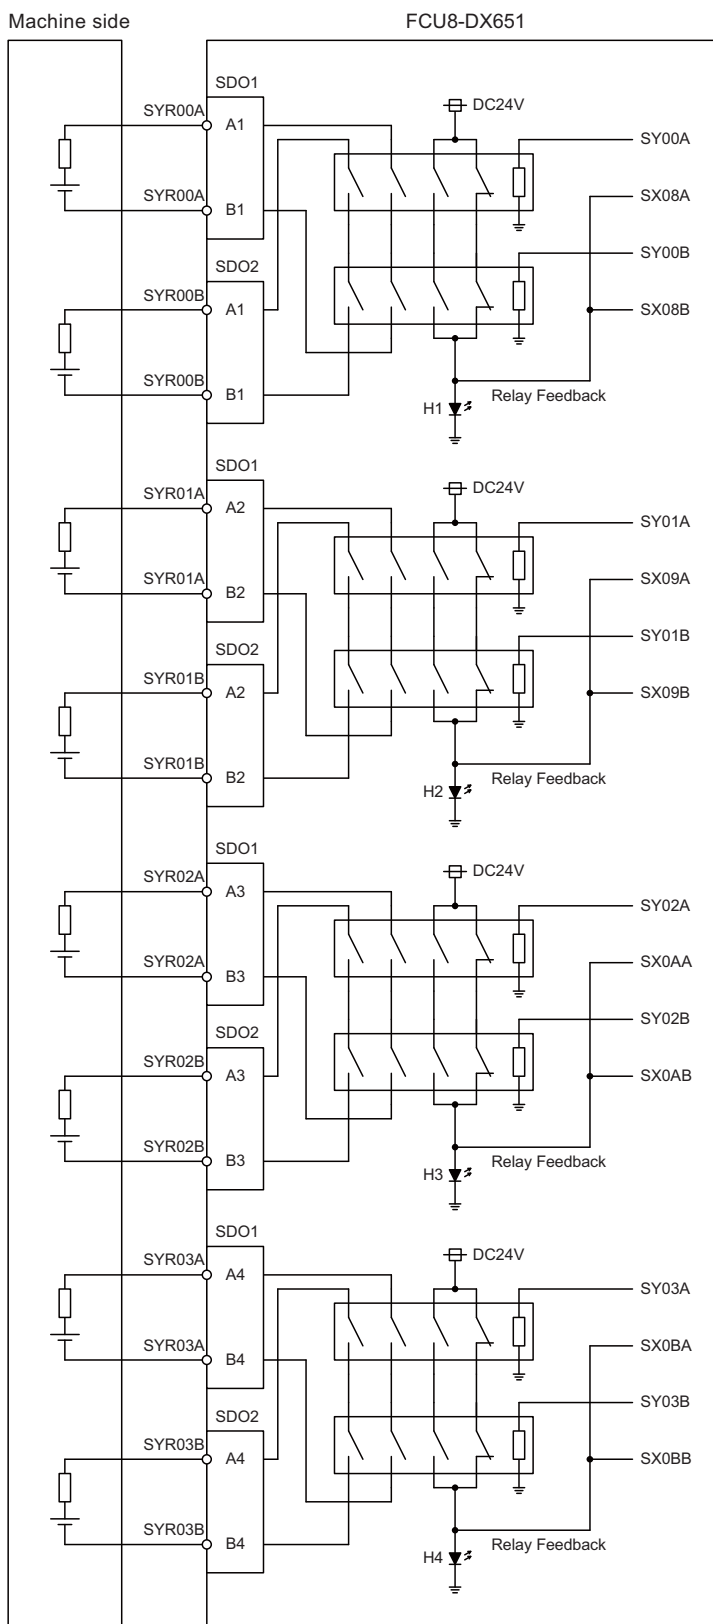 Machine side
FCU8-DX651
SDO1
SYR00A
A1
DC24V
SY00A
SYR00A
B1
SX08A
SDO2
SY00B
SYR00B
A1
SX08B
SYR00B
B1
H1
Relay Feedback
SDO1
SYR01A
A2
DC24V
SY01A
SYR01A
B2
SX09A
SDO2
SY01B
SYR01B
A2
SX09B
SYR01B
B2
H2
Relay Feedback
SDO1
SYR02A
A3
DC24V
SY02A
SYR02A
B3
SX0AA
SDO2
SY02B
SYR02B
A3
SX0AB
SYR02B
B3
H3
Relay Feedback
SDO1
SYR03A
A4
DC24V
SY03A
SYR03A
B4
SX0BA
SDO2
SY03B
SYR03B
A4
SX0BB
SYR03B
B4
H4
Relay Feedback